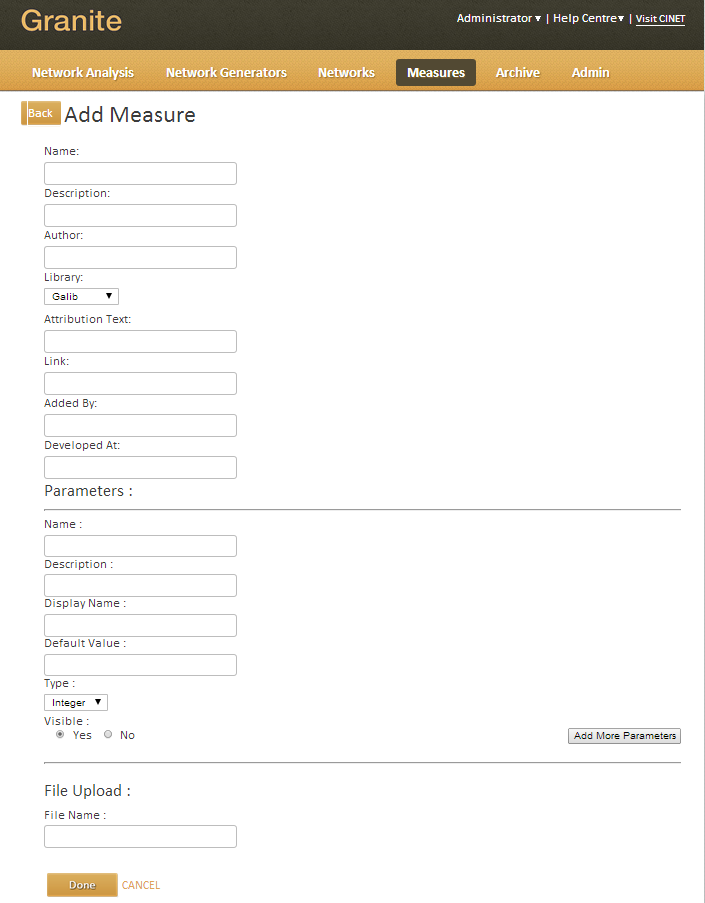 Granite
Administrator ▾ | Help Centre▾ | Visit CINET
Network Analysis Network Generators Networks Measures Archive Admin
Back Add Measure
Name:
Description:
Author:
Library:
Galib ▼
Attribution Text:
Link:
Added By:
Developed At:
Parameters :
Name :
Description :
Display Name :
Default Value :
Type :
Integer ▼
Visible :
Yes No Add More Parameters
File Upload :
File Name :
Done CANCEL